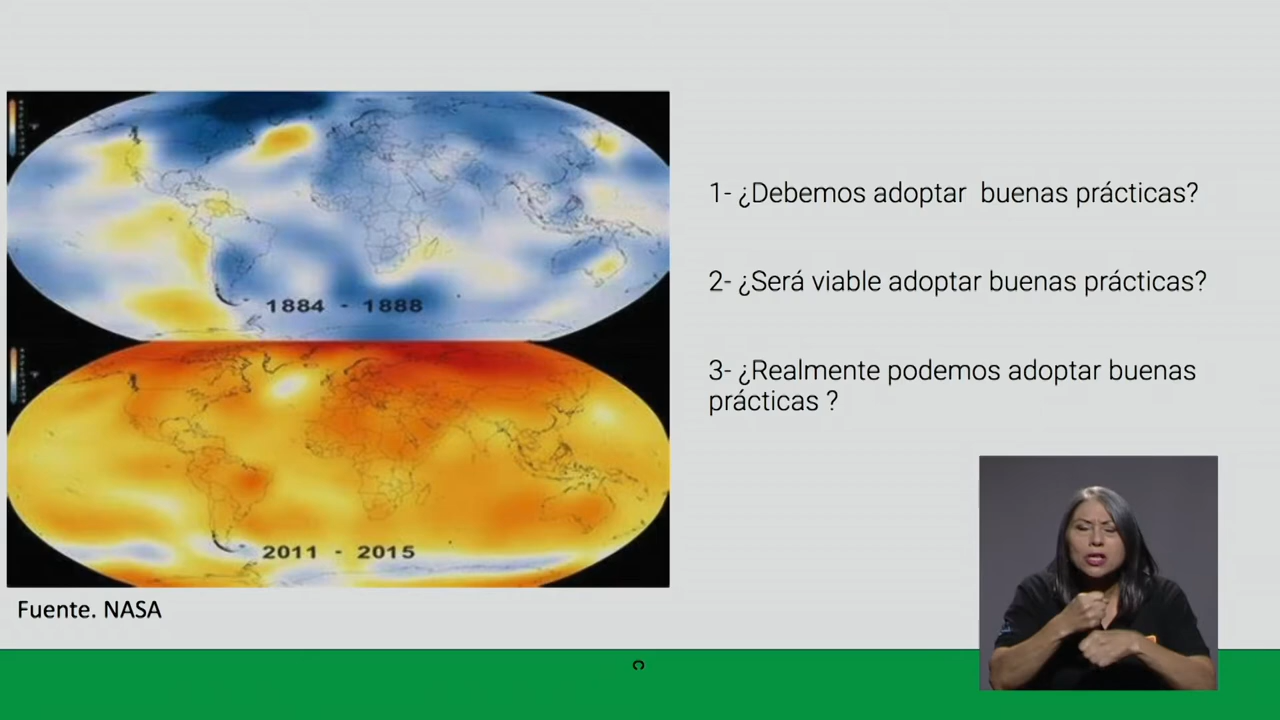 1884 - 1888
2011 - 2015
Fuente. NASA
1- ¿Debemos adoptar  buenas prácticas?
2- ¿Será viable adoptar buenas prácticas?
3- ¿Realmente podemos adoptar buenas
prácticas ?